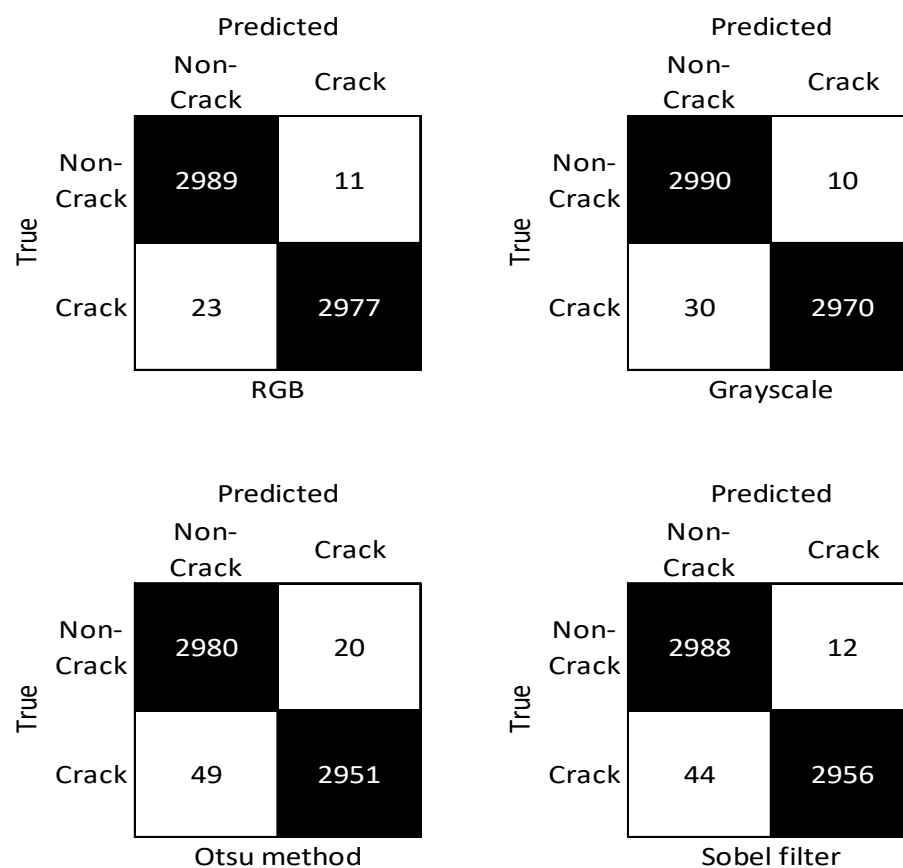 Predicted
Non-
Crack
Crack
True
Non-
Crack
2989
11
Crack
23
2977
RGB
Predicted
Non-
Crack
Crack
True
Non-
Crack
2990
10
Crack
30
2970
Grayscale
Predicted
Non-
Crack
Crack
True
Non-
Crack
2980
20
Crack
49
2951
Otsu method
Predicted
Non-
Crack
Crack
True
Non-
Crack
2988
12
Crack
44
2956
Sobel filter